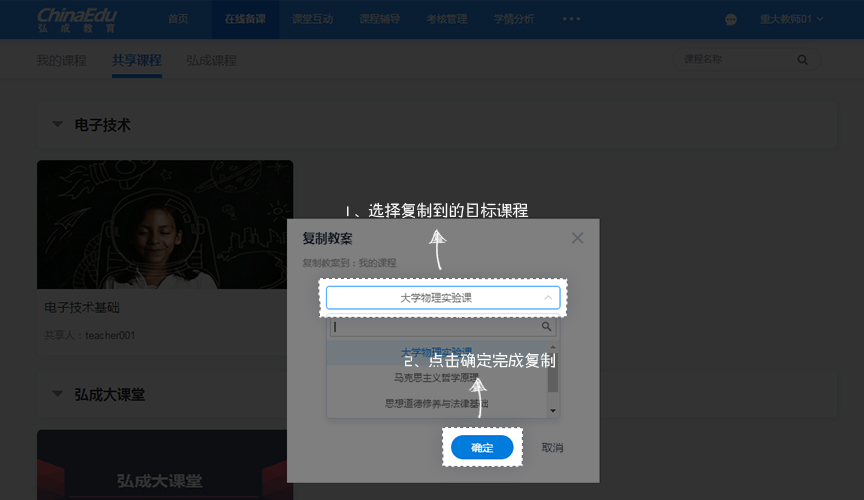 ChinaEdu
弘 成 教 育
首页 在线备课 课堂互动 课程辅导 考核管理 学情分析 ••• 重大教师01
我的课程 共享课程 弘成课程 课程名称
电子技术
1、选择复制到的目标课程
复制教案
复制教案到：我的课程
大学物理实验课
电子技术基础
共享人：teacher001
大学物理实验课
2、点击确定完成复制
马克思主义哲学原理
弘成大课堂
思想道德修养与法律基础
确定 取消
弘成大课堂